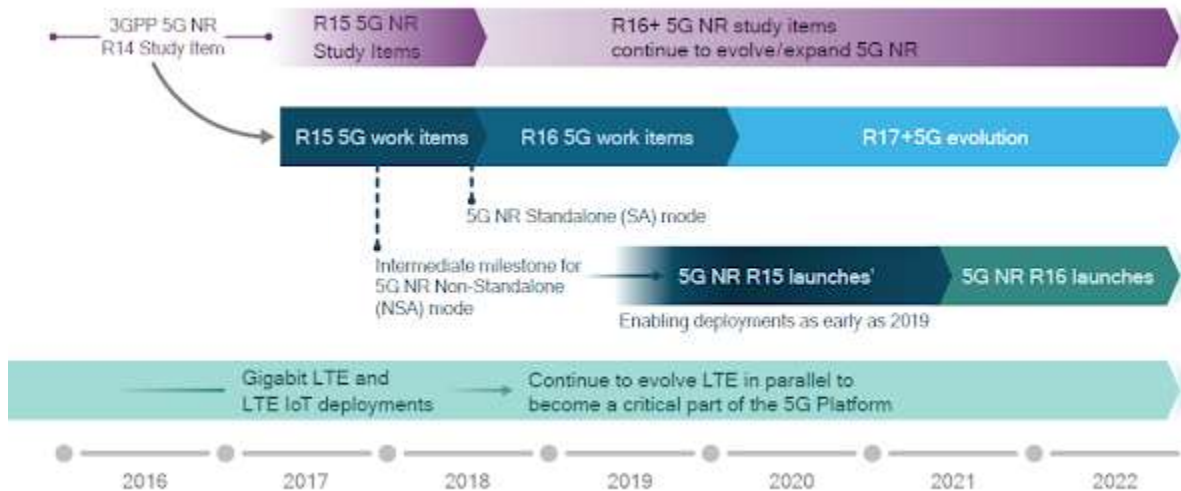 3GPP 5G NR
R14 Study Item
R15 5G NR
Study Items
R16+ 5G NR study items
continue to evolve/expand 5G NR
R15 5G work items
R16 5G work items
R17+5G evolution
5G NR Standalone (SA) mode
Intermediate milestone for
5G NR Non-Standalone
(NSA) mode
5G NR R15 launches'
5G NR R16 launches
Enabling deployments as early as 2019
Gigabit LTE and
LTE IoT deployments
Continue to evolve LTE in parallel to
become a critical part of the 5G Platform
2016
2017
2018
2019
2020
2021
2022